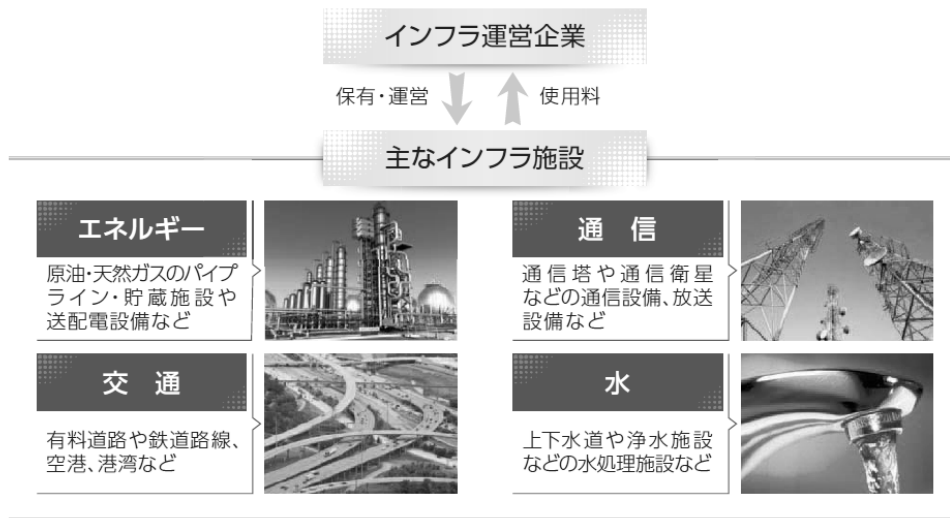 インフラ運営企業
保有・運営
使用料
主なインフラ施設
エネルギー
原油・天然ガスのパイプ
ライン・貯蔵施設や
送配電設備など
通 信
通信塔や通信衛星
などの通信設備、放送
設備など
交 通
有料道路や鉄道路線、
空港、港湾など
水
上下水道や浄水施設
などの水処理施設など